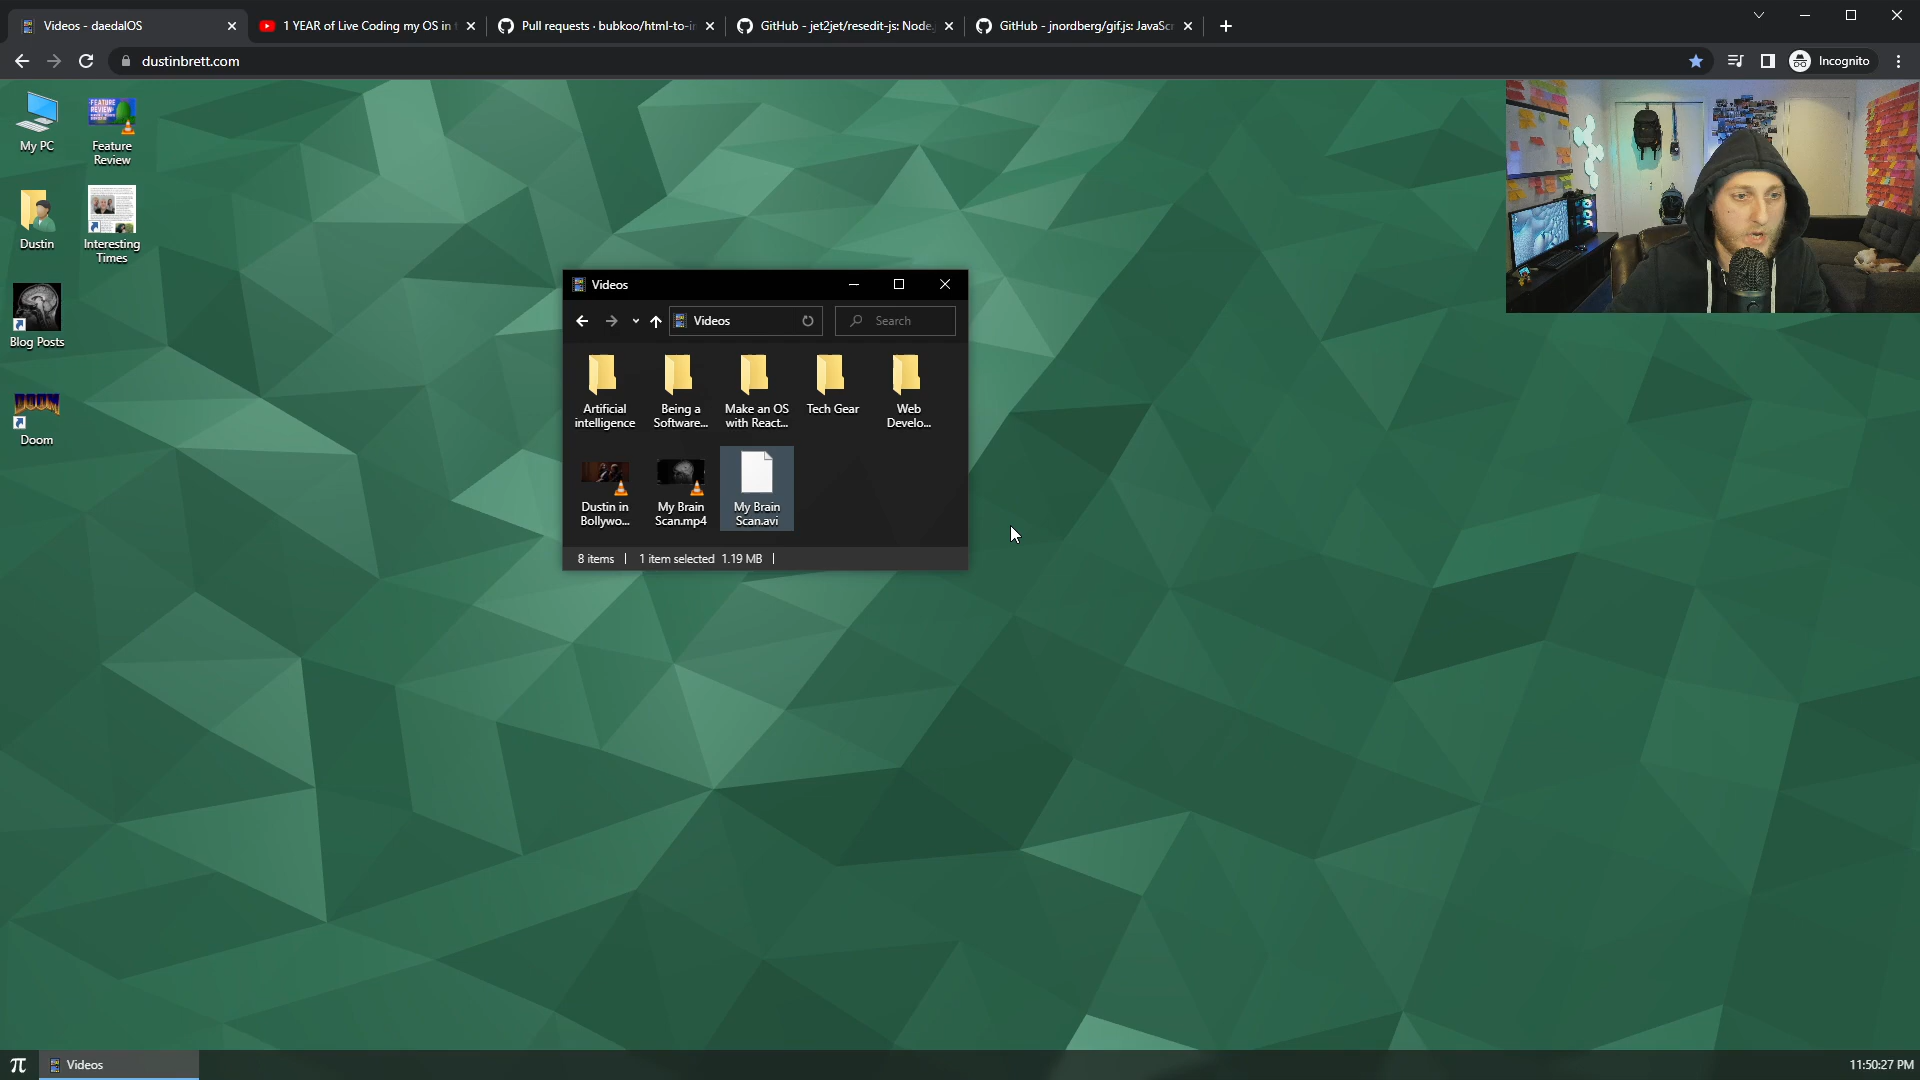 Videos - daedalOS
1 YEAR of Live Coding my OS in
Pull requests · bubkoo/html-to-i
GitHub - jet2jet/resedit-js: Node.
GitHub - jnordberg/gif.js: JavaSc
dustinbrett.com
Incognito
My PC
Feature
Review
FEATURE
REVIEW
Dustin
Interesting
Times
Blog Posts
DOOM
Doom
Videos
Videos
Search
Artificial
intelligence
Being a
Software...
Make an OS
with React...
Tech Gear
Web
Develo...
Dustin in
Bollywo...
My Brain
Scan.mp4
My Brain
Scan.avi
8 items
1 item selected 1.19 MB
Videos
11:50:27 PM